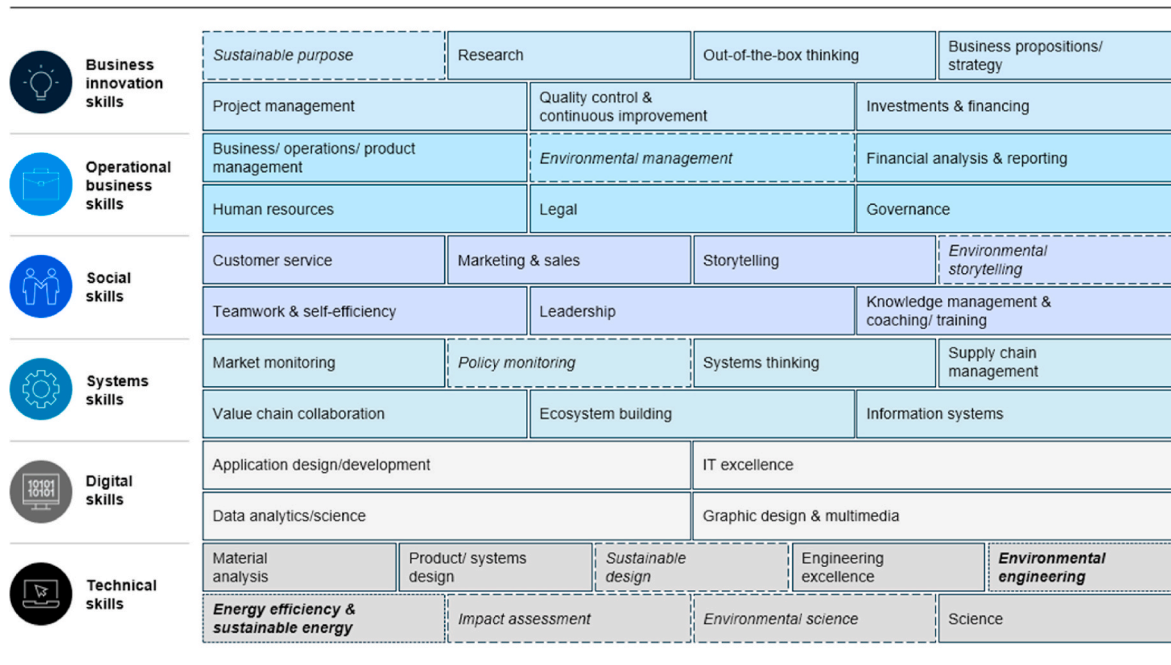 Business
innovation
skills
Sustainable purpose
Research
Out-of-the-box thinking
Business propositions/
strategy
Project management
Quality control &
continuous improvement
Investments & financing
Operational
business
skills
Business/ operations/ product
management
Environmental management
Financial analysis & reporting
Human resources
Legal
Governance
Social
skills
Customer service
Marketing & sales
Storytelling
Environmental
storytelling
Teamwork & self-efficiency
Leadership
Knowledge management &
coaching/ training
Systems
skills
Market monitoring
Policy monitoring
Systems thinking
Supply chain
management
Value chain collaboration
Ecosystem building
Information systems
10101
10101
Digital
skills
Application design/development
IT excellence
Data analytics/science
Graphic design & multimedia
Technical
skills
Material
analysis
Product/ systems
design
Sustainable
design
Engineering
excellence
Environmental
engineering
Energy efficiency &
sustainable energy
Impact assessment
Environmental science
Science